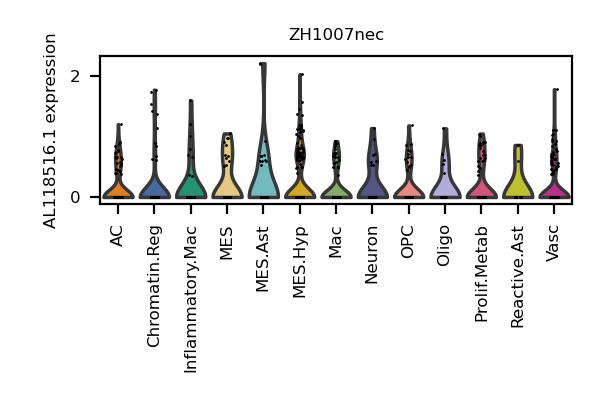 ZH1007nec
AL118516.1 expression
2
0
AC
Chromatin.Reg
Inflammatory.Mac
MES
MES.Ast
MES.Hyp
Mac
Neuron
OPC
Oligo
Prolif.Metab
Reactive.Ast
Vasc